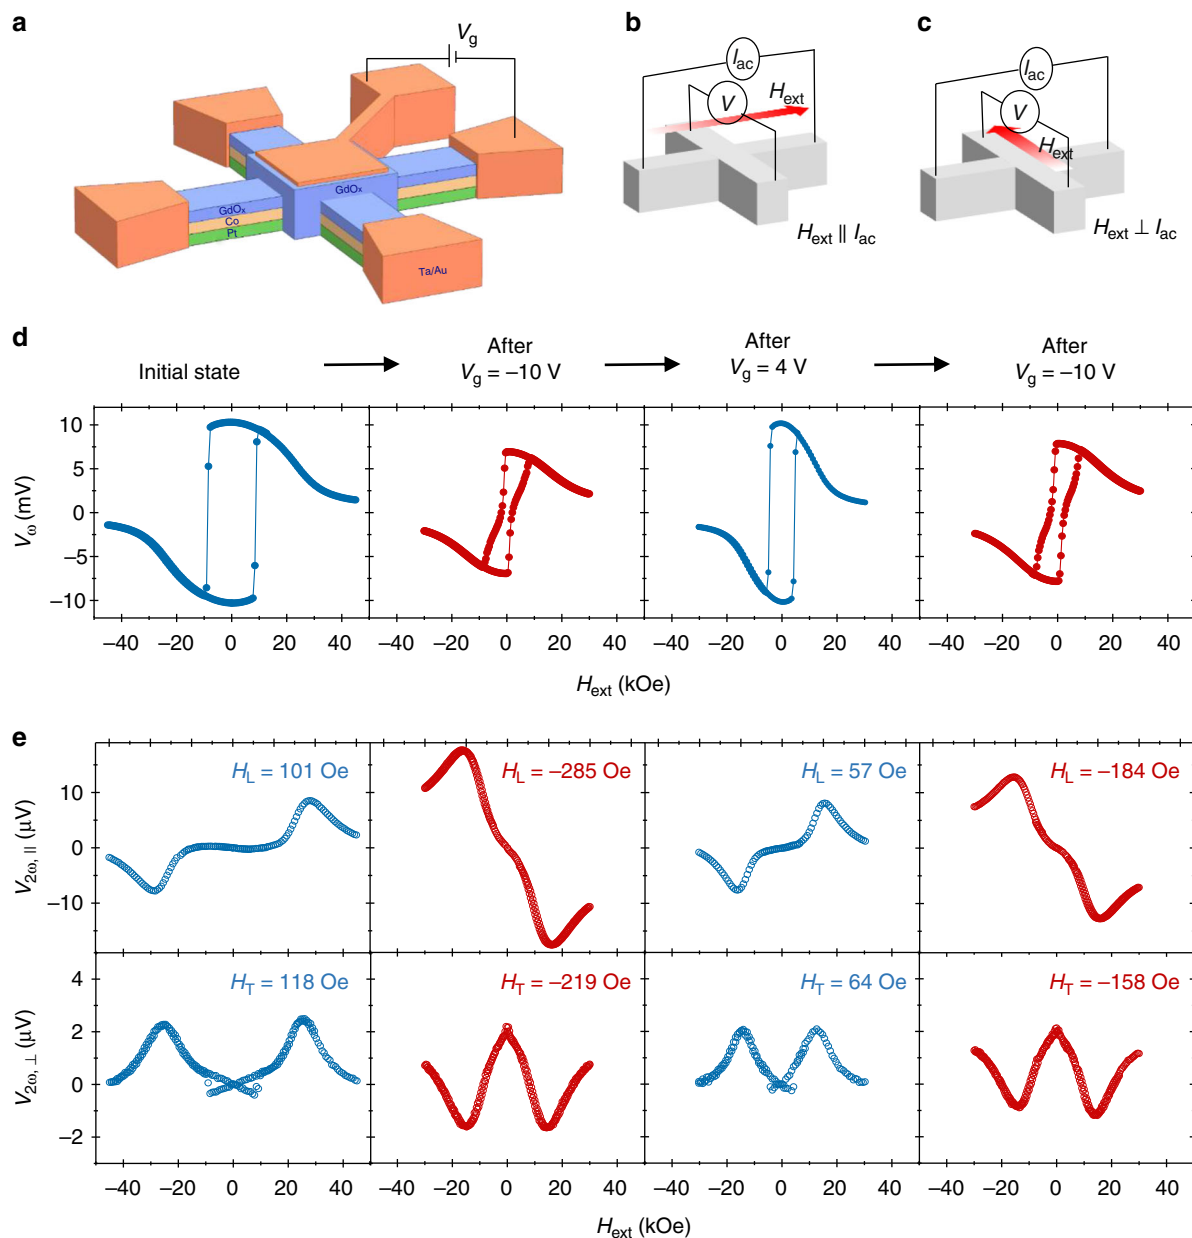 a
V_g
GdOₓ
GdOₓ
Co
Pt
Ta/Au
b
I_ac
V
H_ext
H_ext || I_ac
c
I_ac
V
H_ext
H_ext ⊥ I_ac
d
Initial state
After
V_g = –10 V
After
V_g = 4 V
After
V_g = –10 V
V_ω (mV)
10
5
0
–5
–10
–40 –20 0 20 40
–40 –20 0 20 40
–40 –20 0 20 40
–40 –20 0 20 40
H_ext (kOe)
e
V_2ω, || (μV)
10
0
–10
H_L = 101 Oe
H_L = –285 Oe
H_L = 57 Oe
H_L = –184 Oe
V_2ω, ⊥ (μV)
4
2
0
–2
H_T = 118 Oe
H_T = –219 Oe
H_T = 64 Oe
H_T = –158 Oe
–40 –20 0 20 40
–40 –20 0 20 40
–40 –20 0 20 40
–40 –20 0 20 40
H_ext (kOe)